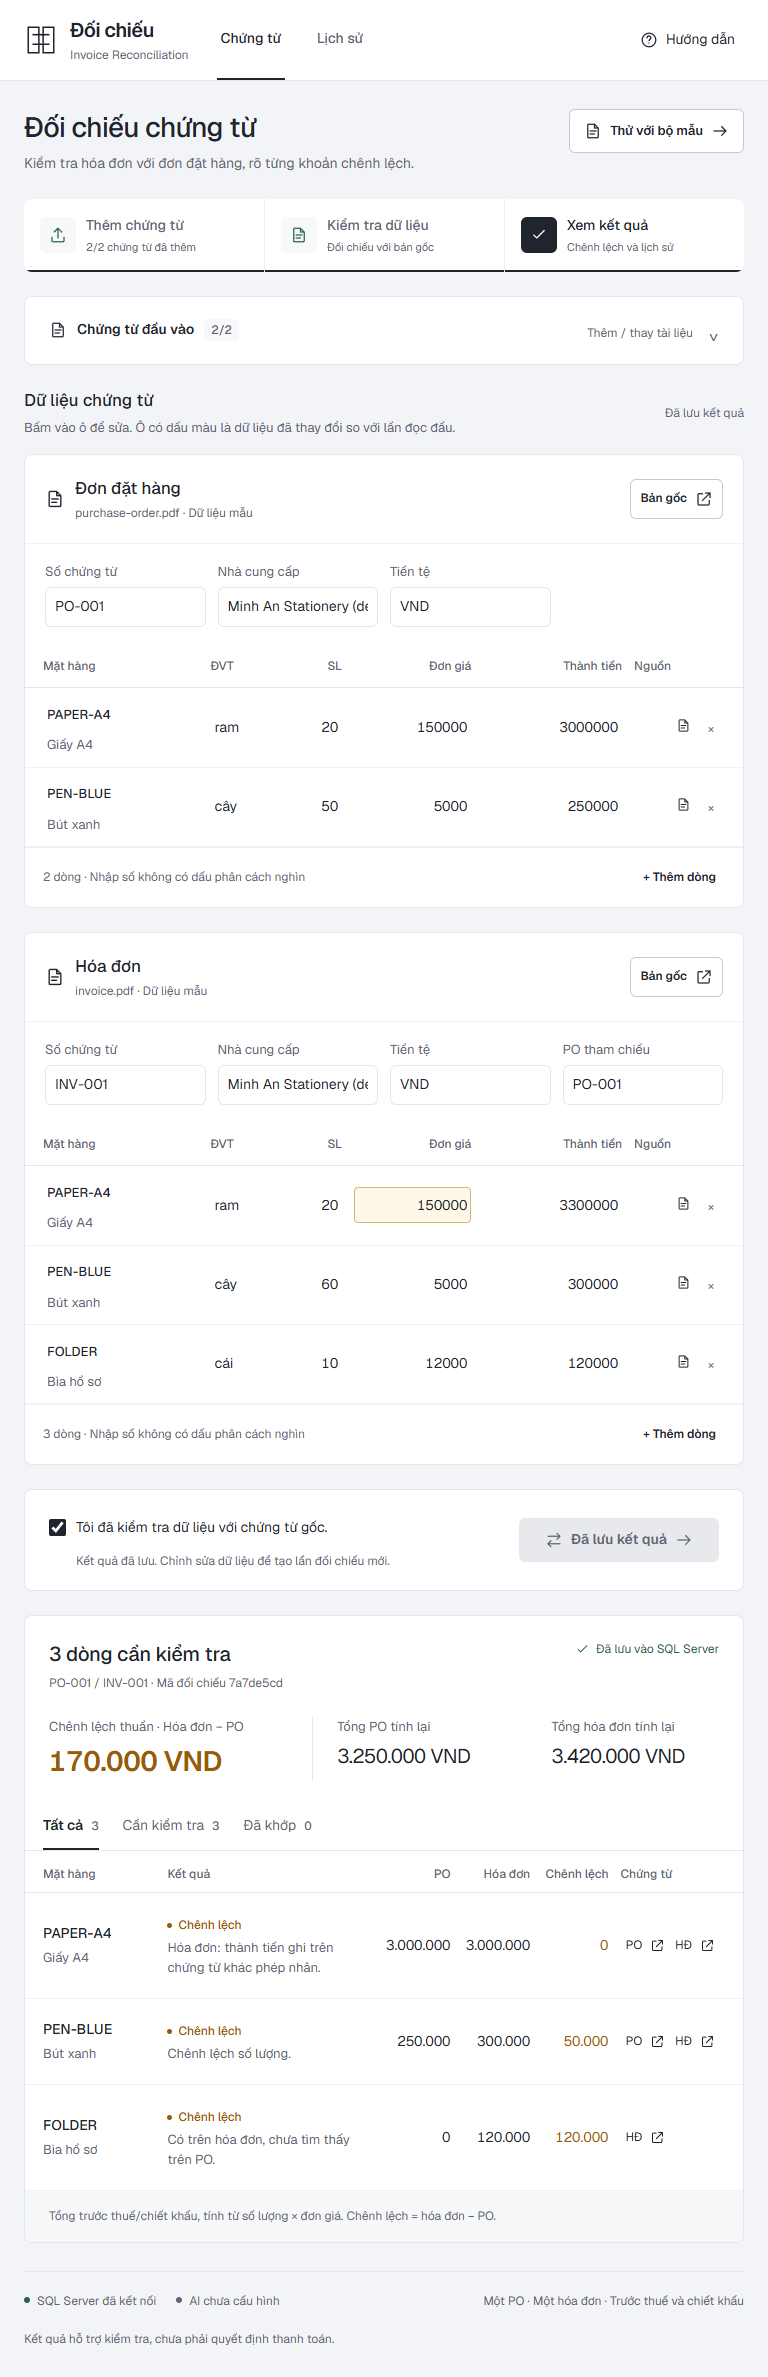 Đối chiếu
Invoice Reconciliation
Chứng từ
Lịch sử
Hướng dẫn
Đối chiếu chứng từ
Kiểm tra hóa đơn với đơn đặt hàng, rõ từng khoản chênh lệch.
Thử với bộ mẫu
Thêm chứng từ
2/2 chứng từ đã thêm
Kiểm tra dữ liệu
Đối chiếu với bản gốc
Xem kết quả
Chênh lệch và lịch sử
Chứng từ đầu vào 2/2
Thêm / thay tài liệu
Dữ liệu chứng từ
Bấm vào ô để sửa. Ô có dấu màu là dữ liệu đã thay đổi so với lần đọc đầu.
Đã lưu kết quả
Đơn đặt hàng
purchase-order.pdf · Dữ liệu mẫu
Bản gốc
Số chứng từ Nhà cung cấp Tiền tệ
PO-001 Minh An Stationery (de VND
Mặt hàng ĐVT SL Đơn giá Thành tiền Nguồn
PAPER-A4
Giấy A4
ram 20 150000 3000000 ×
PEN-BLUE
Bút xanh
cây 50 5000 250000 ×
2 dòng · Nhập số không có dấu phân cách nghìn
+ Thêm dòng
Hóa đơn
invoice.pdf · Dữ liệu mẫu
Bản gốc
Số chứng từ Nhà cung cấp Tiền tệ PO tham chiếu
INV-001 Minh An Stationery (de VND PO-001
Mặt hàng ĐVT SL Đơn giá Thành tiền Nguồn
PAPER-A4
Giấy A4
ram 20 150000 3300000 ×
PEN-BLUE
Bút xanh
cây 60 5000 300000 ×
FOLDER
Bìa hồ sơ
cái 10 12000 120000 ×
3 dòng · Nhập số không có dấu phân cách nghìn
+ Thêm dòng
Tôi đã kiểm tra dữ liệu với chứng từ gốc.
Kết quả đã lưu. Chỉnh sửa dữ liệu để tạo lần đối chiếu mới.
Đã lưu kết quả
3 dòng cần kiểm tra
Đã lưu vào SQL Server
PO-001 / INV-001 · Mã đối chiếu 7a7de5cd
Chênh lệch thuần · Hóa đơn − PO
170.000 VND
Tổng PO tính lại
3.250.000 VND
Tổng hóa đơn tính lại
3.420.000 VND
Tất cả 3 Cần kiểm tra 3 Đã khớp 0
Mặt hàng Kết quả PO Hóa đơn Chênh lệch Chứng từ
PAPER-A4
Giấy A4
Chênh lệch
Hóa đơn: thành tiền ghi trên
chứng từ khác phép nhân.
3.000.000 3.000.000 0 PO HĐ
PEN-BLUE
Bút xanh
Chênh lệch
Chênh lệch số lượng.
250.000 300.000 50.000 PO HĐ
FOLDER
Bìa hồ sơ
Chênh lệch
Có trên hóa đơn, chưa tìm thấy
trên PO.
0 120.000 120.000 HĐ
Tổng trước thuế/chiết khấu, tính từ số lượng × đơn giá. Chênh lệch = hóa đơn − PO.
SQL Server đã kết nối
AI chưa cấu hình
Một PO · Một hóa đơn · Trước thuế và chiết khấu
Kết quả hỗ trợ kiểm tra, chưa phải quyết định thanh toán.